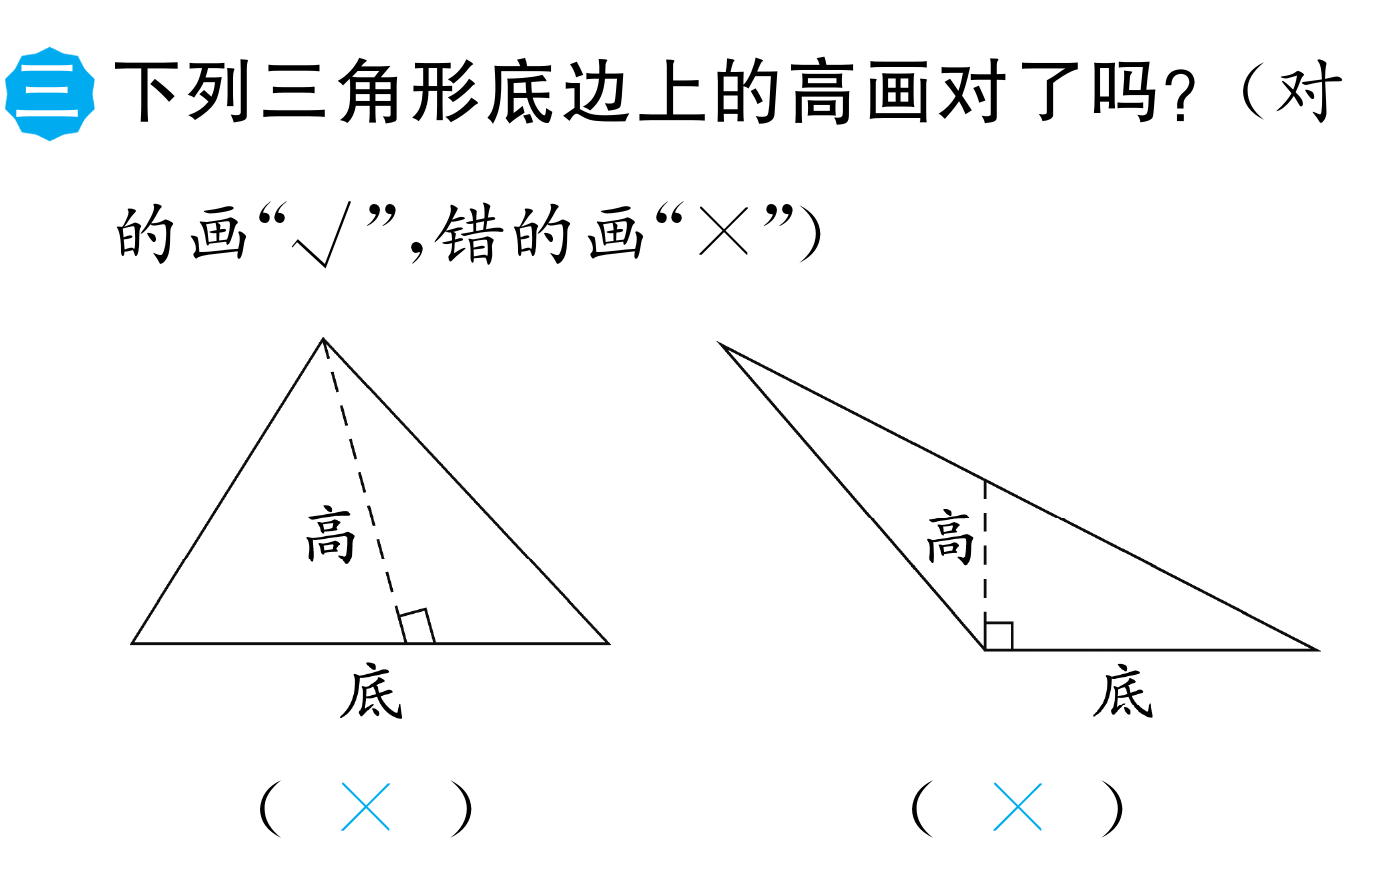 三 下列三角形底边上的高画对了吗?(对
的画“√”,错的画“×”)
高 高
底 底
( × ) ( × )